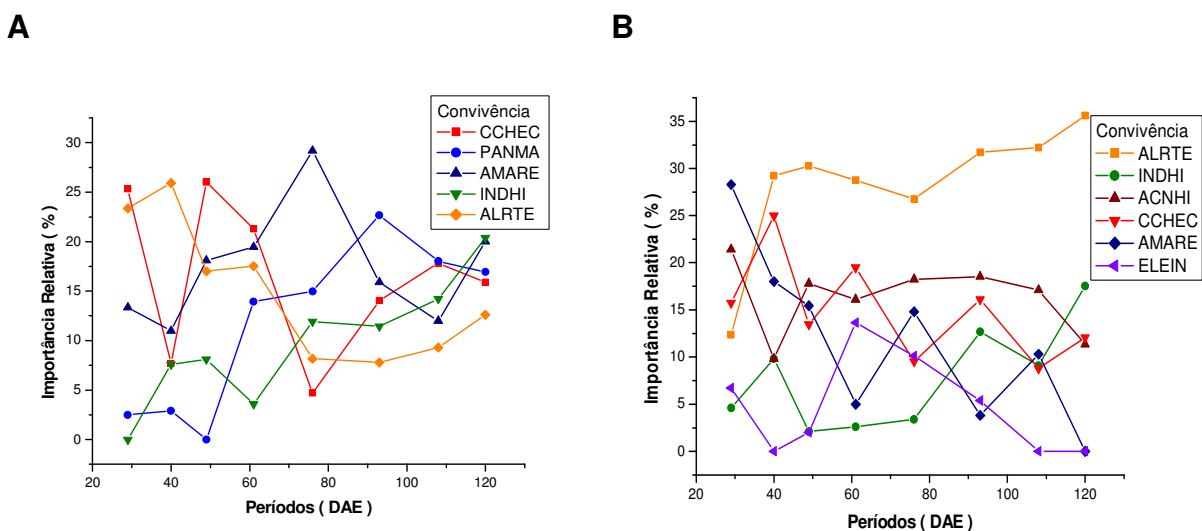 A
Convivência
CCHEC
PANMA
AMARE
INDHI
ALRTE
Importância Relativa ( % )
30
25
20
15
10
5
0
20 40 60 80 100 120
Períodos ( DAE )
B
Convivência
ALRTE
INDHI
ACNHI
CCHEC
AMARE
ELEIN
Importância Relativa ( % )
35
30
25
20
15
10
5
0
20 40 60 80 100 120
Períodos ( DAE )